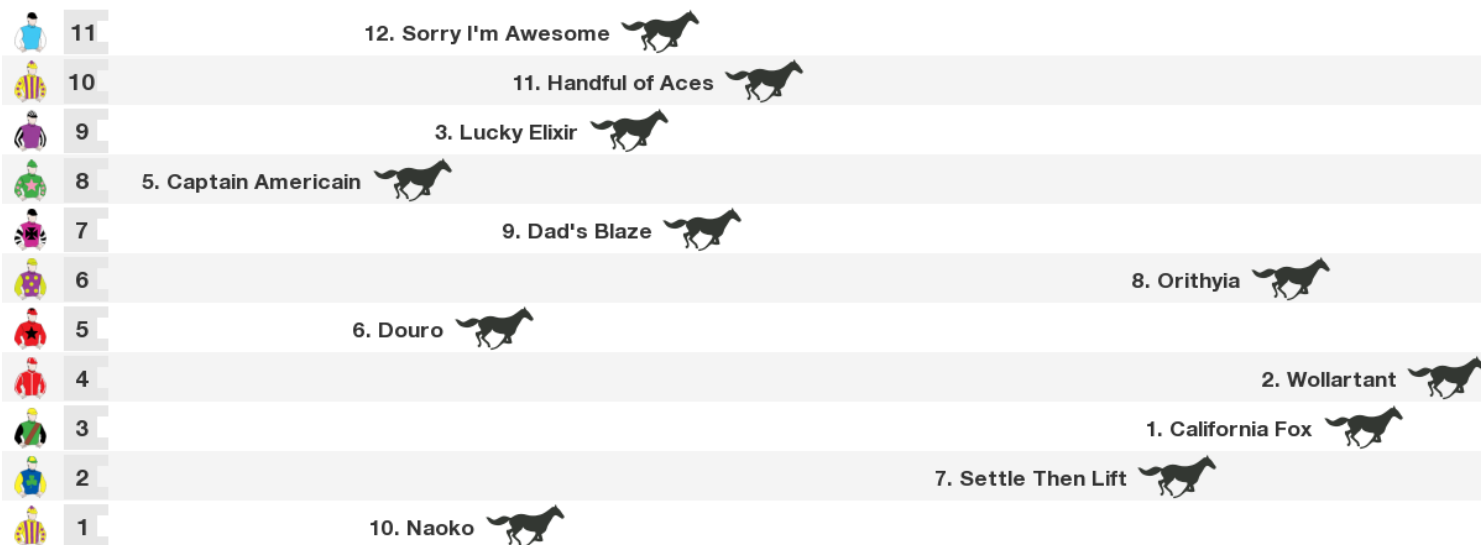 11 12. Sorry I'm Awesome
10 11. Handful of Aces
9 3. Lucky Elixir
8 5. Captain Americain
7 9. Dad's Blaze
6 8. Orithyia
5 6. Douro
4 2. Wollartant
3 1. California Fox
2 7. Settle Then Lift
1 10. Naoko